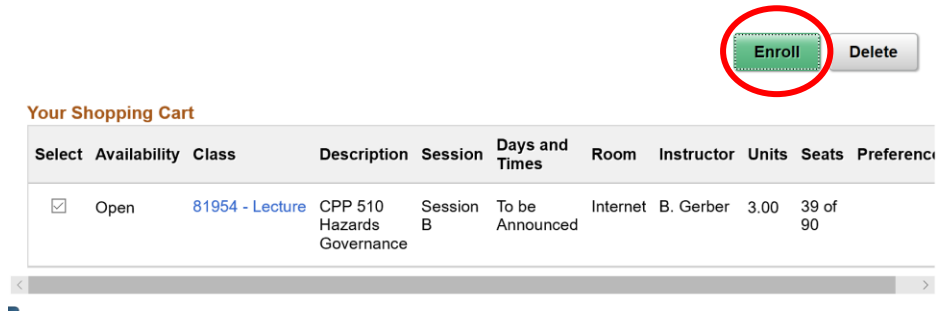 Enroll Delete
Your Shopping Cart
Select Availability Class Description Session Days and Times Room Instructor Units Seats Preferenc
Open 81954 - Lecture CPP 510 Hazards Governance Session B To be Announced Internet B. Gerber 3.00 39 of 90